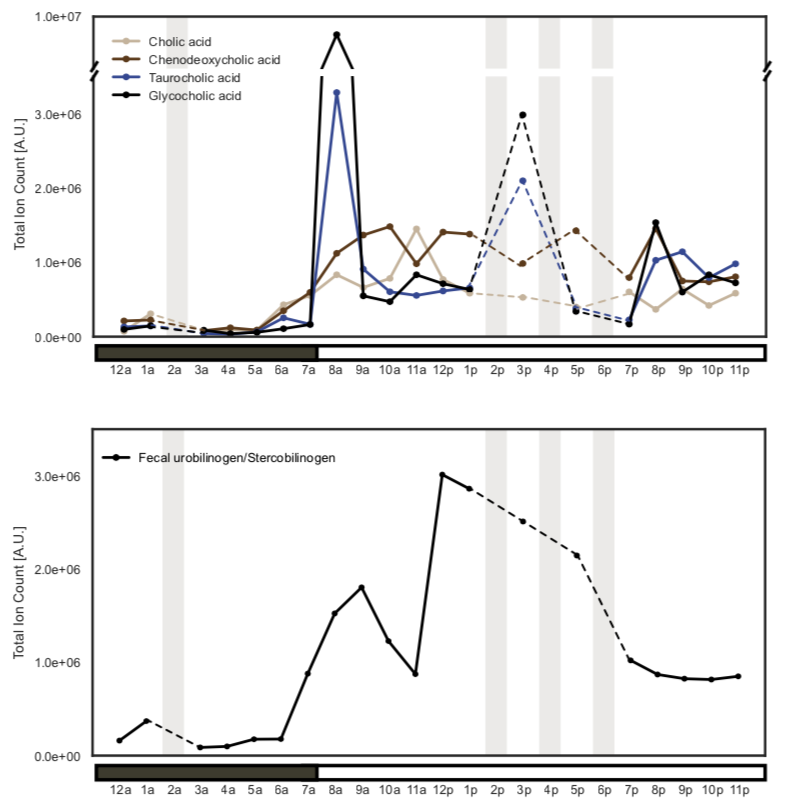 1.0e+07
Cholic acid
Chenodeoxycholic acid
Taurocholic acid
Glycocholic acid
3.0e+06
2.0e+06
1.0e+06
0.0e+00
Total Ion Count [A.U.]
12a 1a 2a 3a 4a 5a 6a 7a 8a 9a 10a 11a 12p 1p 2p 3p 4p 5p 6p 7p 8p 9p 10p 11p
Fecal urobilinogen/Stercobilinogen
3.0e+06
2.0e+06
1.0e+06
0.0e+00
Total Ion Count [A.U.]
12a 1a 2a 3a 4a 5a 6a 7a 8a 9a 10a 11a 12p 1p 2p 3p 4p 5p 6p 7p 8p 9p 10p 11p